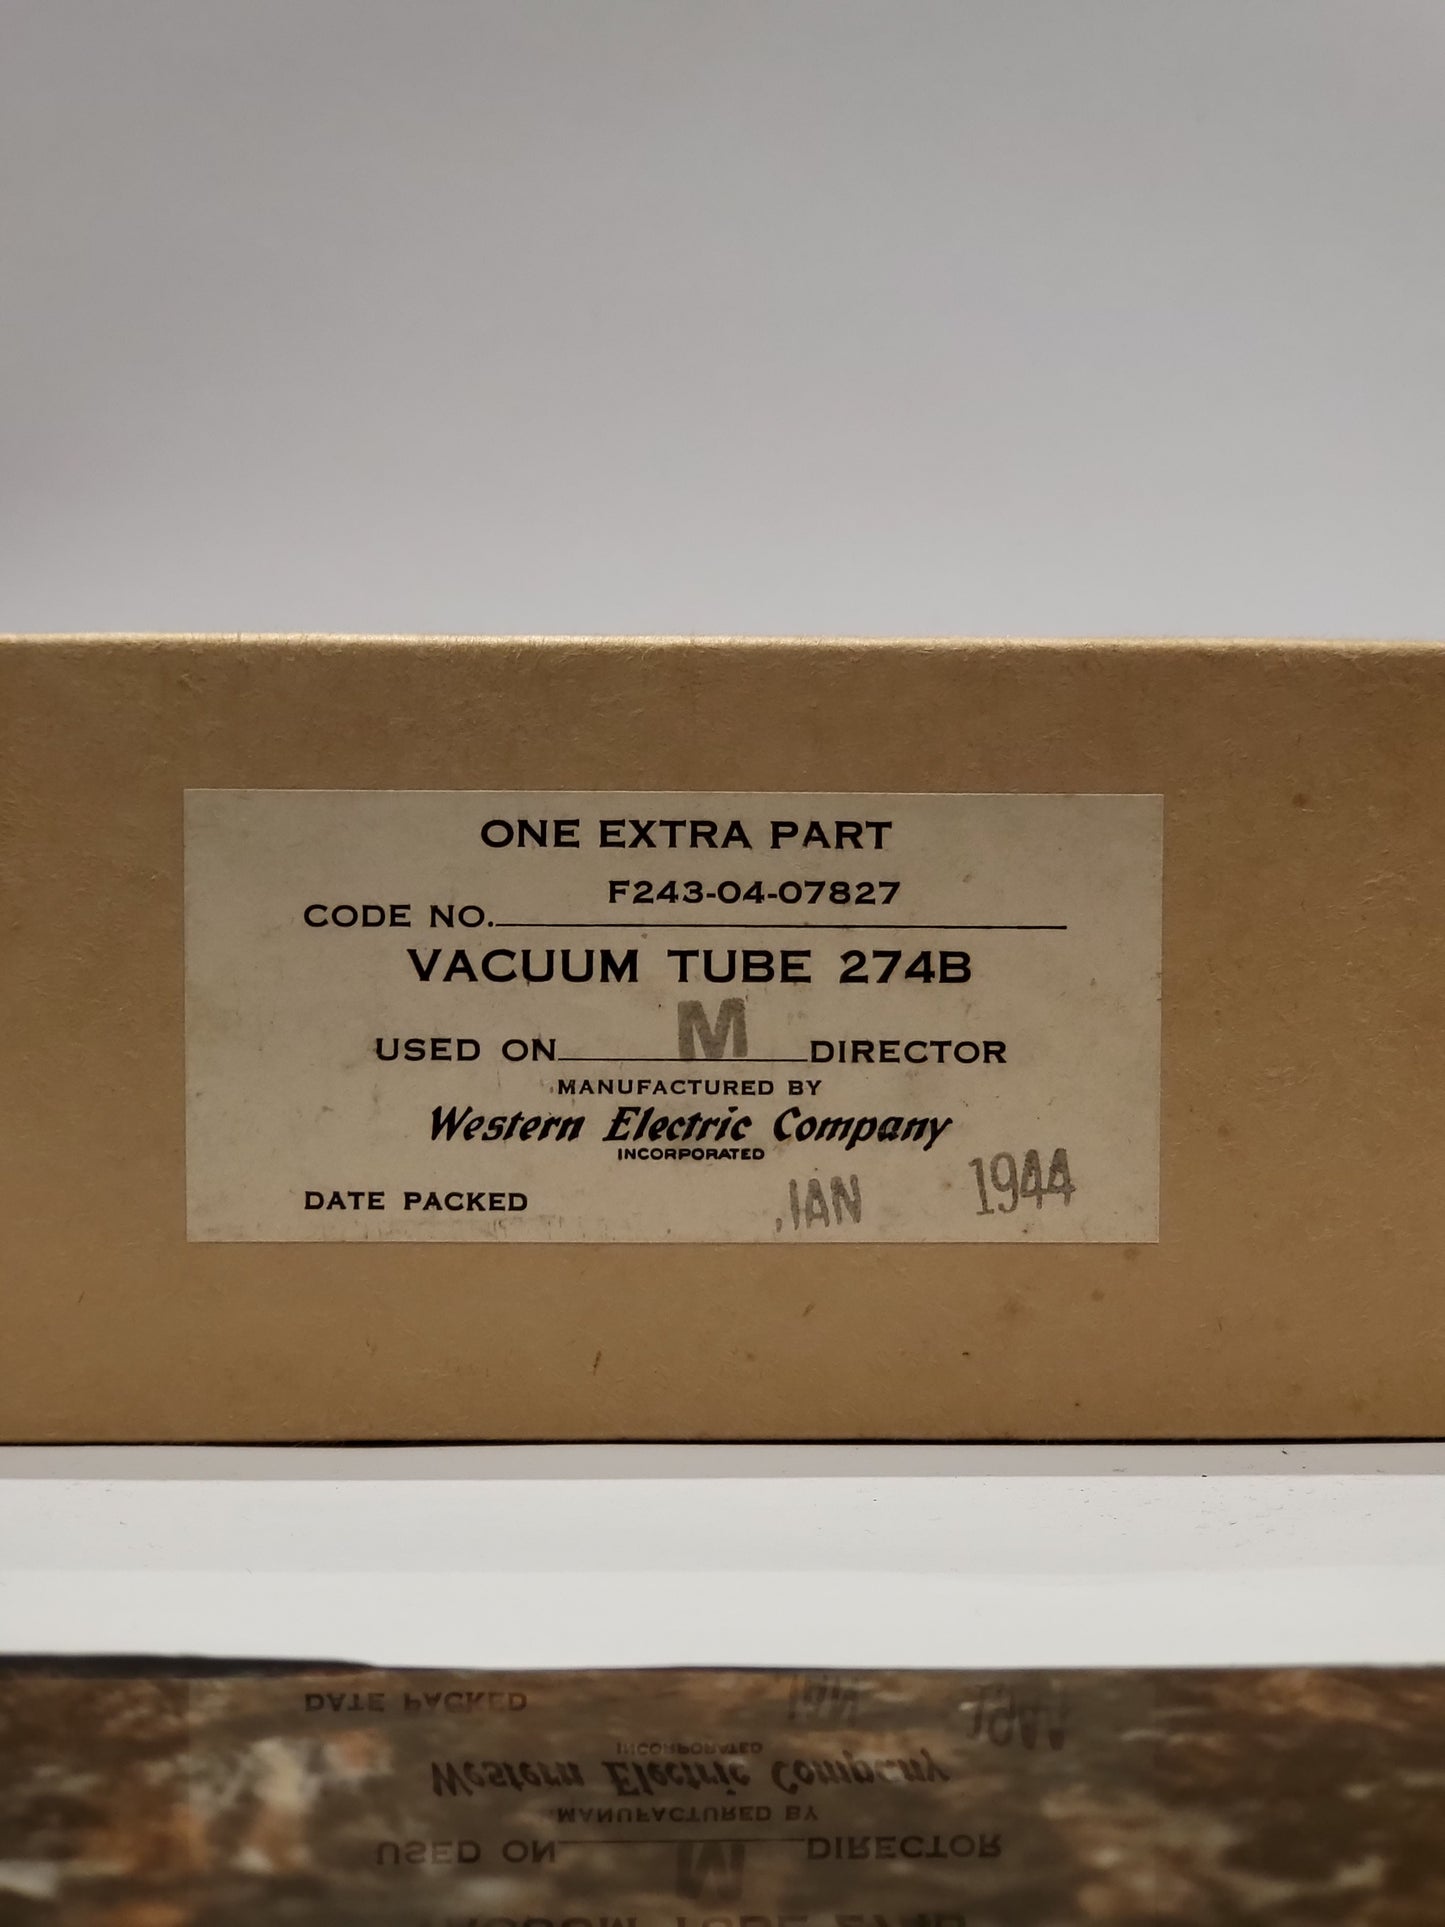 ONE EXTRA PART
F243-04-07827
CODE NO.
VACUUM TUBE 274B
USED ON M DIRECTOR
MANUFACTURED BY
Western Electric Company
INCORPORATED
DATE PACKED JAN 1944